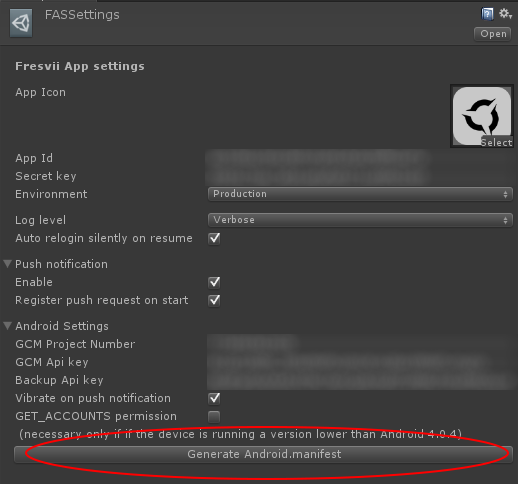 FASSettings
Open
Fresvii App settings
App Icon
Select
App Id
Secret key
Environment Production
Log level Verbose
Auto relogin silently on resume
Push notification
Enable
Register push request on start
Android Settings
GCM Project Number
GCM Api key
Backup Api key
Vibrate on push notification
GET_ACCOUNTS permission
(necessary only if if the device is running a version lower than Android 4.0.4)
Generate Android.manifest